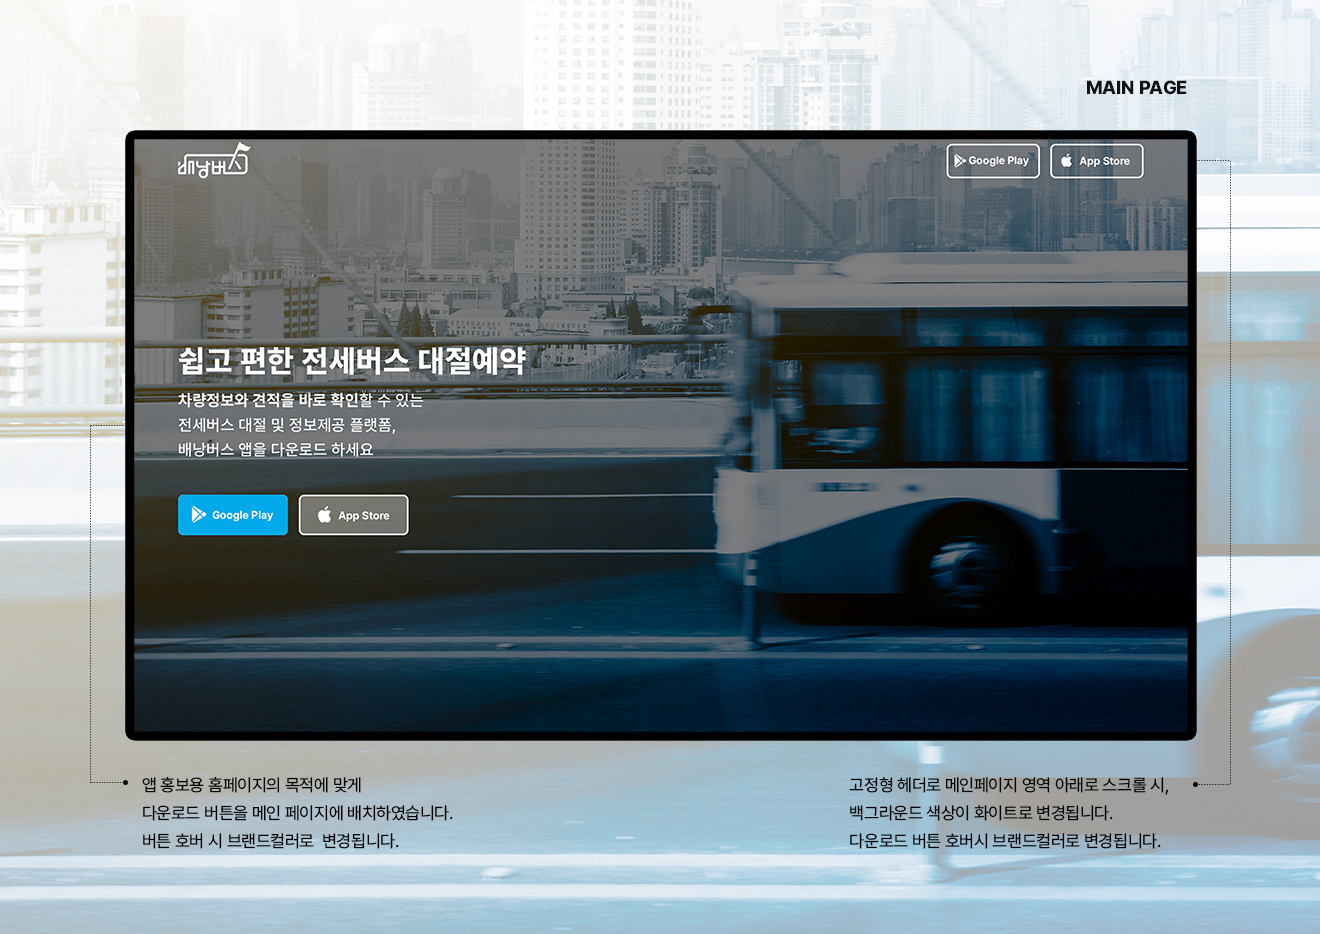 MAIN PAGE
배낭버스
Google Play
App Store
쉽고 편한 전세버스 대절예약
차량정보와 견적을 바로 확인할 수 있는
전세버스 대절 및 정보제공 플랫폼,
배낭버스 앱을 다운로드 하세요
Google Play
App Store
앱 홍보용 홈페이지의 목적에 맞게
다운로드 버튼을 메인 페이지에 배치하였습니다.
버튼 호버 시 브랜드컬러로 변경됩니다.
고정형 헤더로 메인페이지 영역 아래로 스크롤 시,
백그라운드 색상이 화이트로 변경됩니다.
다운로드 버튼 호버시 브랜드컬러로 변경됩니다.